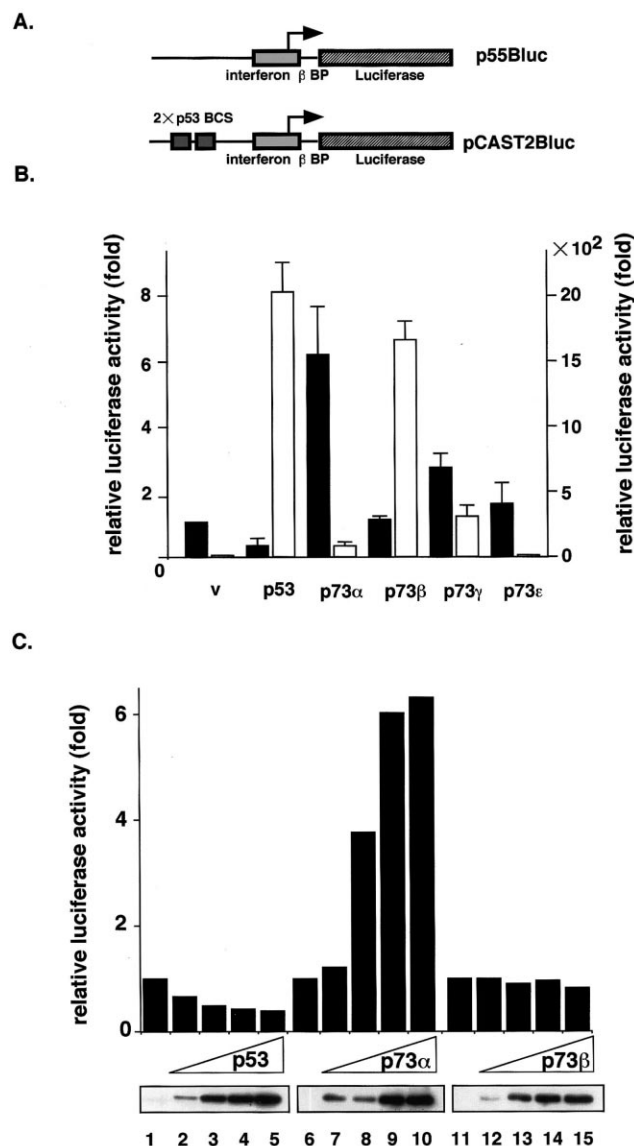 A.
p55Bluc
interferon β BP Luciferase
2× p53 BCS
pCAST2Bluc
interferon β BP Luciferase
B.
relative luciferase activity (fold)
8
6
4
2
0
×10²
20
15
10
5
0
relative luciferase activity (fold)
v p53 p73α p73β p73γ p73ε
C.
relative luciferase activity (fold)
6
4
2
0
p53 p73α p73β
1 2 3 4 5 6 7 8 9 10 11 12 13 14 15